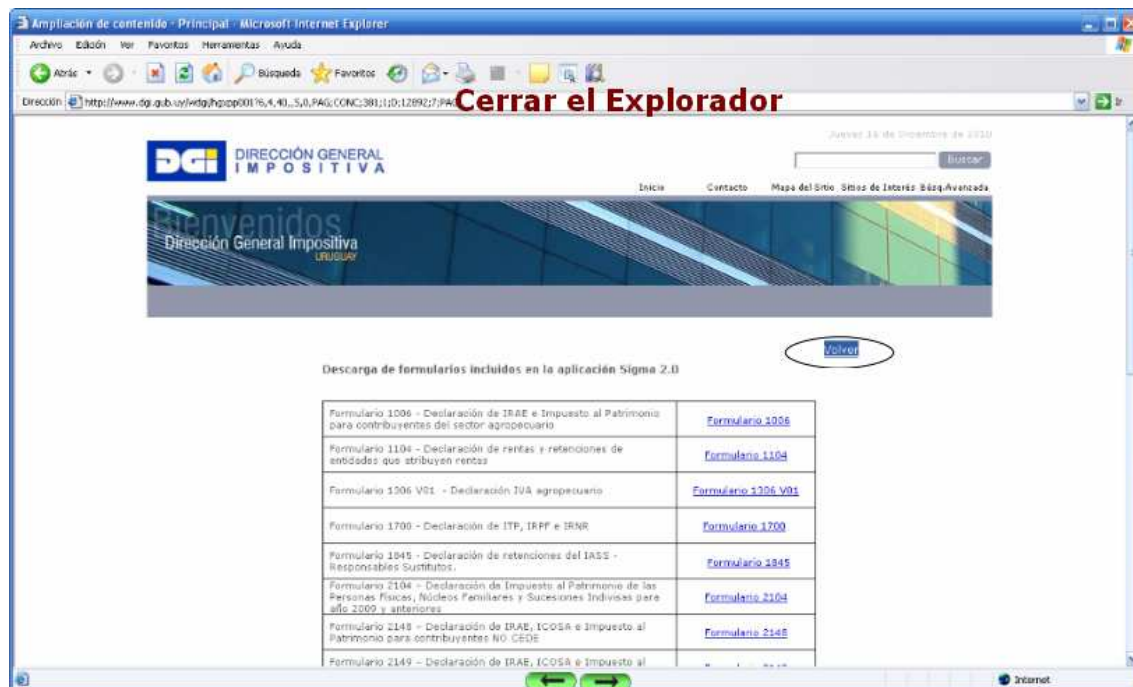 Ampliación de contenido - Principal - Microsoft Internet Explorer
Archivo Edición Ver Favoritos Herramientas Ayuda
Atrás Búsqueda Favoritos
Dirección Ir
Cerrar el Explorador
Jueves 16 de Diciembre de 2010
DGI DIRECCIÓN GENERAL
IMPOSITIVA
Buscar
Inicio Contacto Mapa del Sitio Sitios de Interés Búsq.Avanzada
Bienvenidos
Dirección General Impositiva
URUGUAY
Volver
Descarga de formularios incluidos en la aplicación Sigma 2.0
Formulario 1006 - Declaración de IRAE e Impuesto al Patrimonio
para contribuyentes del sector agropecuario
Formulario 1006
Formulario 1104 - Declaración de rentas y retenciones de
entidades que atribuyen rentas
Formulario 1104
Formulario 1306 V01 - Declaración IVA agropecuario
Formulario 1306 V01
Formulario 1700 - Declaración de ITP, IRPF e IRNR
Formulario 1700
Formulario 1845 - Declaración de retenciones del IASS -
Responsables Sustitutos.
Formulario 1845
Formulario 2104 - Declaración de Impuesto al Patrimonio de las
Personas Físicas, Núcleos Familiares y Sucesiones Indivisas para
año 2009 y anteriores
Formulario 2104
Formulario 2148 - Declaración de IRAE, ICOSA e Impuesto al
Patrimonio para contribuyentes NO CEDE
Formulario 2148
Formulario 2149 - Declaración de IRAE, ICOSA e Impuesto al
Internet